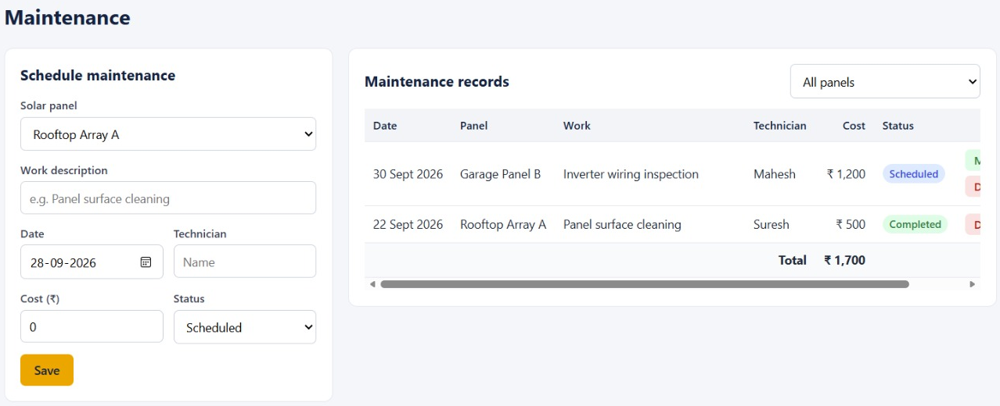 Maintenance
Schedule maintenance
Solar panel
Rooftop Array A
Work description
e.g. Panel surface cleaning
Date Technician
28-09-2026 Name
Cost (₹) Status
0 Scheduled
Save
Maintenance records All panels
Date Panel Work Technician Cost Status
30 Sept 2026 Garage Panel B Inverter wiring inspection Mahesh ₹ 1,200 Scheduled
22 Sept 2026 Rooftop Array A Panel surface cleaning Suresh ₹ 500 Completed
Total ₹ 1,700